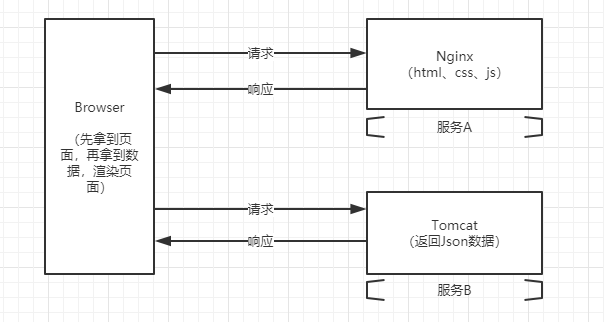 Browser
（先拿到页
面，再拿到数
据，渲染页
面）
请求
响应
Nginx
（html、css、js）
服务A
请求
响应
Tomcat
（返回Json数据）
服务B